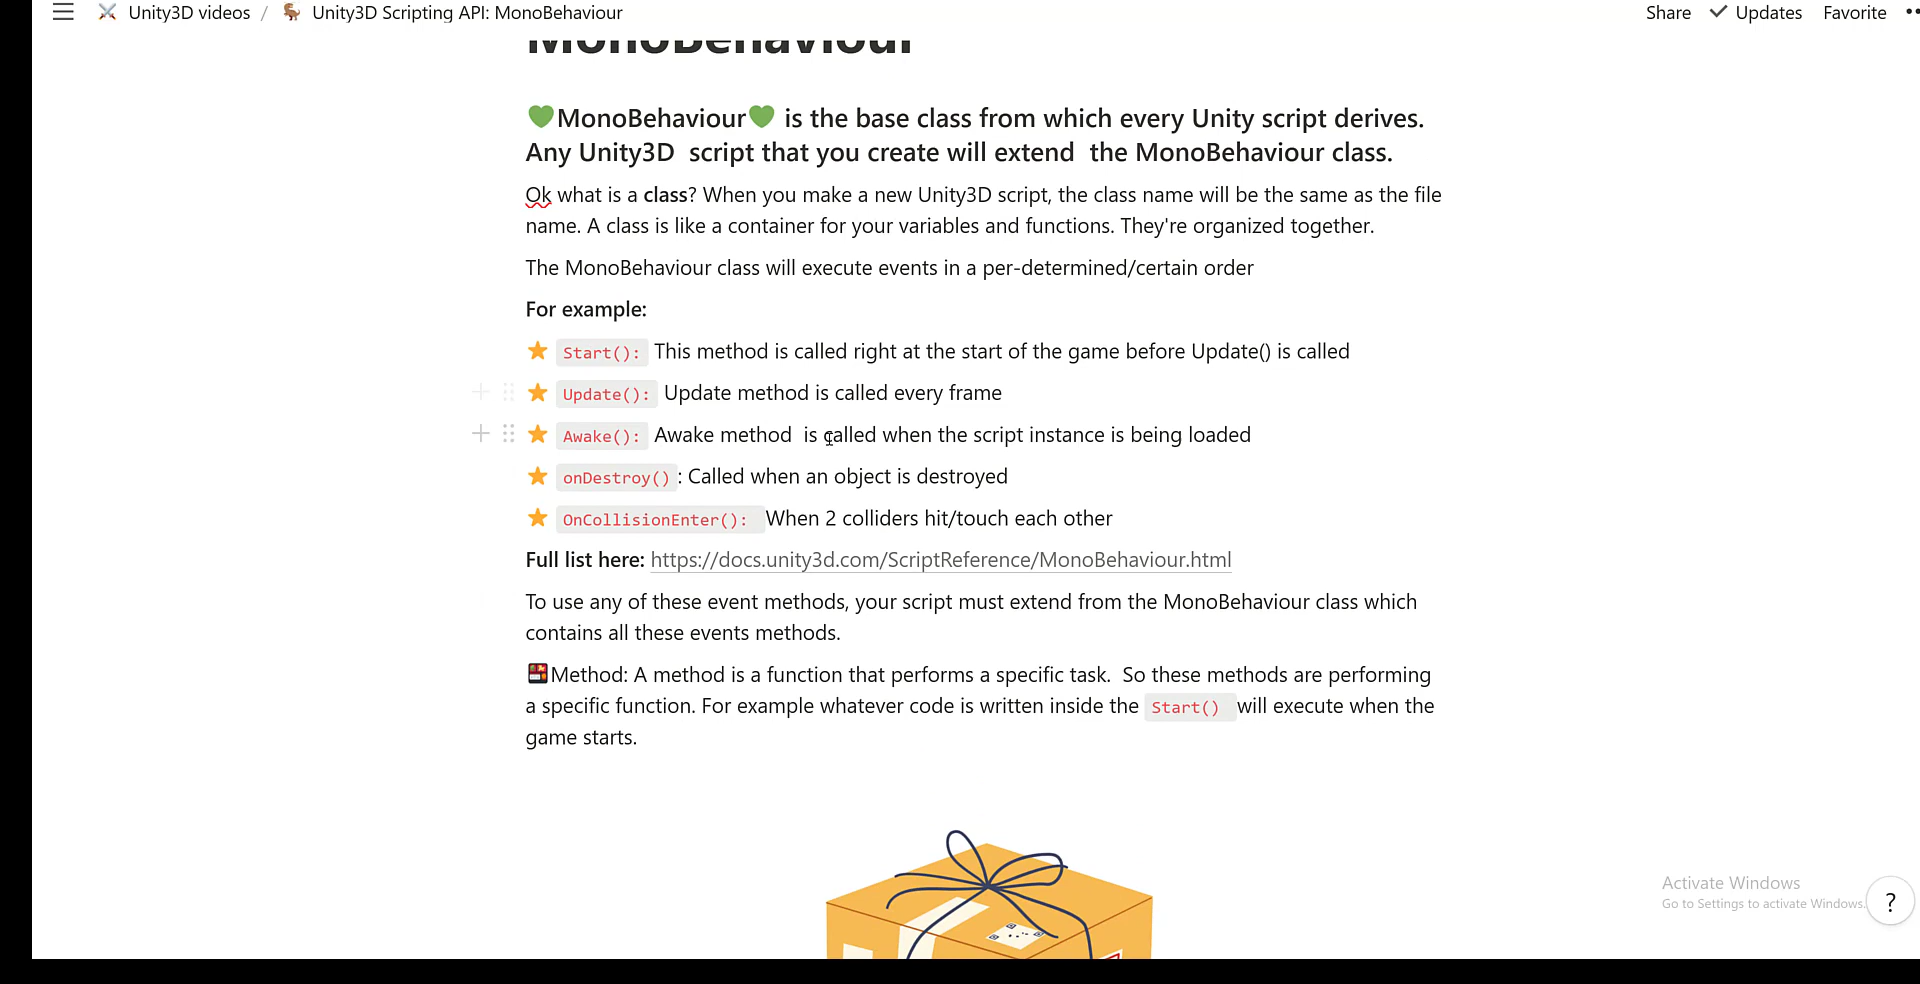 Unity3D videos / Unity3D Scripting API: MonoBehaviour
Share Updates Favorite
MonoBehaviour
MonoBehaviour is the base class from which every Unity script derives.
Any Unity3D script that you create will extend the MonoBehaviour class.
Ok what is a class? When you make a new Unity3D script, the class name will be the same as the file
name. A class is like a container for your variables and functions. They're organized together.
The MonoBehaviour class will execute events in a per-determined/certain order
For example:
Start(): This method is called right at the start of the game before Update() is called
Update(): Update method is called every frame
Awake(): Awake method is called when the script instance is being loaded
onDestroy() : Called when an object is destroyed
OnCollisionEnter(): When 2 colliders hit/touch each other
Full list here: https://docs.unity3d.com/ScriptReference/MonoBehaviour.html
To use any of these event methods, your script must extend from the MonoBehaviour class which
contains all these events methods.
Method: A method is a function that performs a specific task. So these methods are performing
a specific function. For example whatever code is written inside the Start() will execute when the
game starts.
Activate Windows
Go to Settings to activate Windows.
?